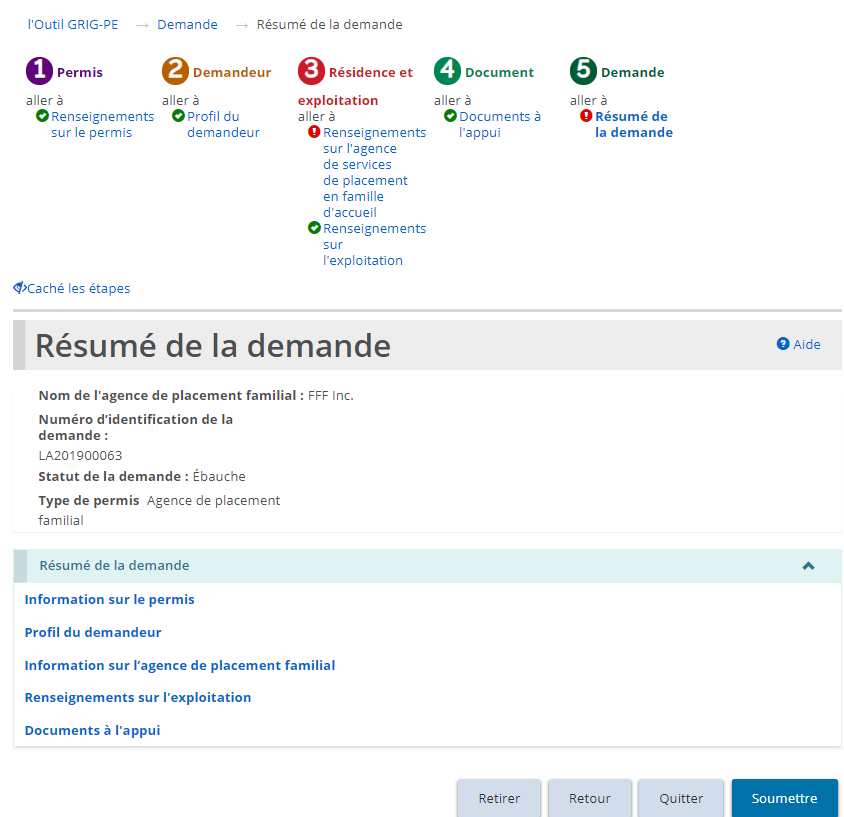 l'Outil GRIG-PE → Demande → Résumé de la demande
1 Permis
aller à
Renseignements
sur le permis
2 Demandeur
aller à
Profil du
demandeur
3 Résidence et
exploitation
aller à
Renseignements
sur l'agence
de services
de placement
en famille
d'accueil
Renseignements
sur
l'exploitation
4 Document
aller à
Documents à
l'appui
5 Demande
aller à
Résumé de
la demande
Caché les étapes
Résumé de la demande
Aide
Nom de l'agence de placement familial : FFF Inc.
Numéro d’identification de la
demande :
LA201900063
Statut de la demande : Ébauche
Type de permis Agence de placement
familial
Résumé de la demande
Information sur le permis
Profil du demandeur
Information sur l’agence de placement familial
Renseignements sur l'exploitation
Documents à l'appui
Retirer Retour Quitter Soumettre